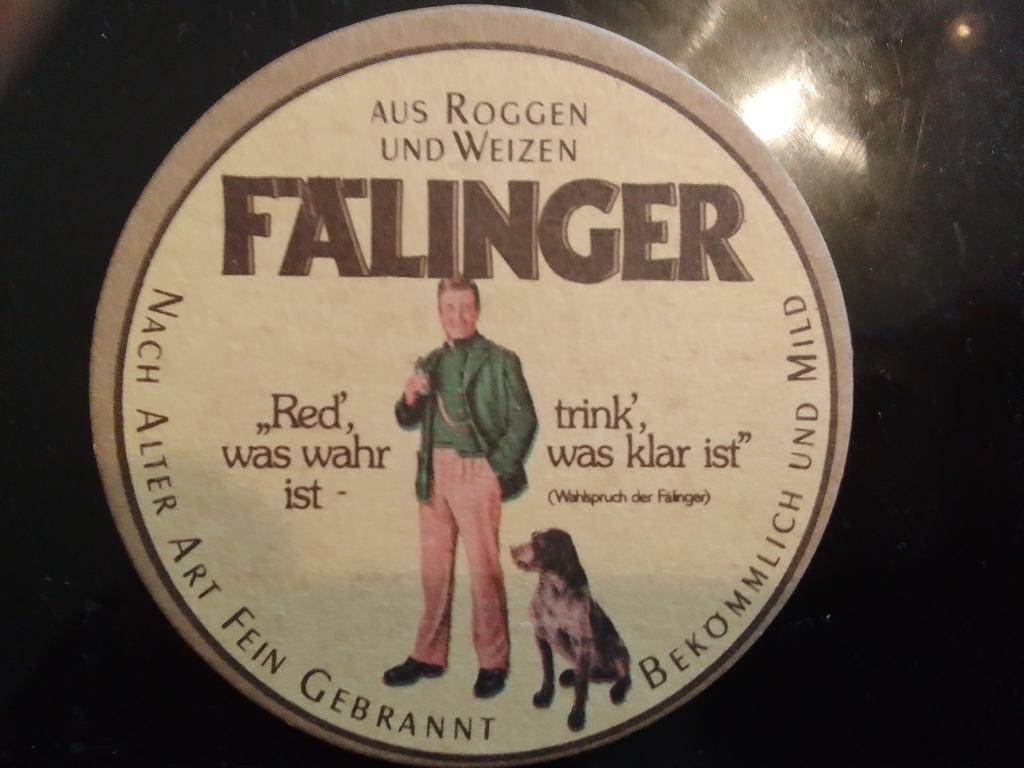 AUS ROGGEN
UND WEIZEN
FÄLINGER
„Red',
was wahr
ist -
trink',
was klar ist”
(Wahlspruch der Fälinger)
NACH ALTER ART FEIN GEBRANNT
BEKÖMMLICH UND MILD